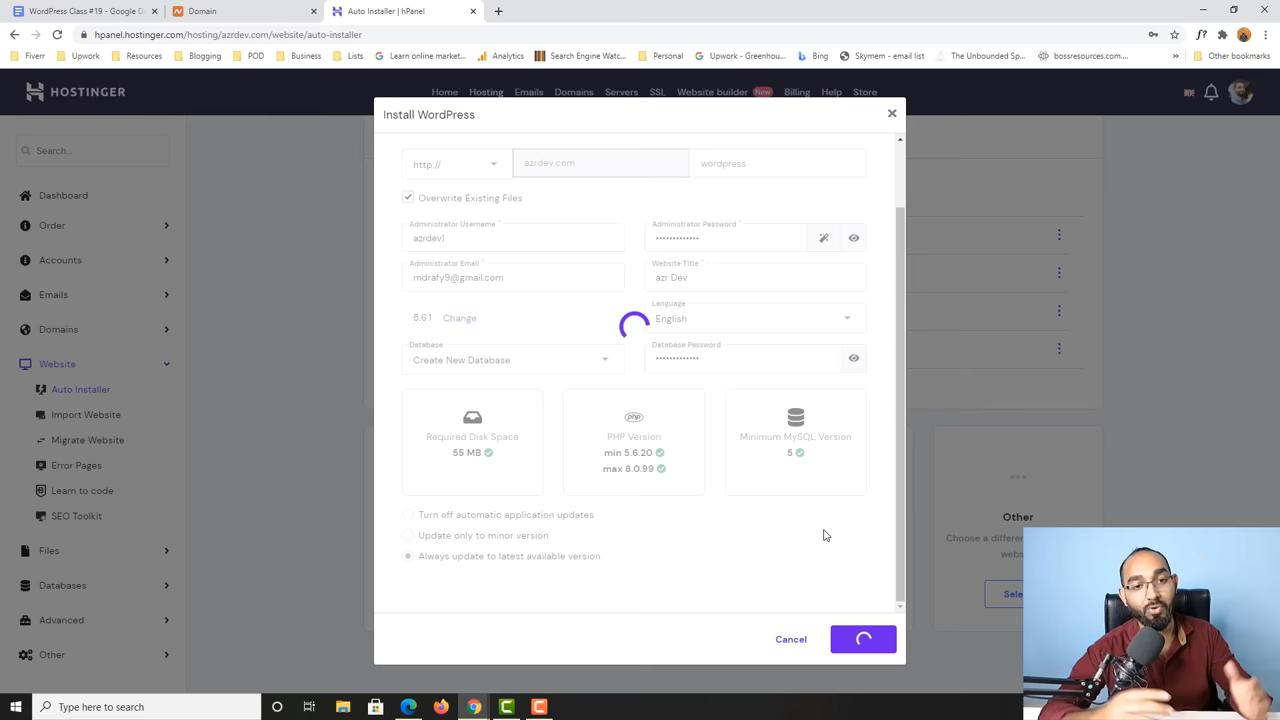 WordPress Class #19 - Google D
Domain
Auto Installer | hPanel
hpanel.hostinger.com/hosting/azrdev.com/website/auto-installer
Fiverr
Upwork
Resources
Blogging
POD
Business
Lists
Learn online market...
Analytics
Search Engine Watc...
Personal
Upwork - Greenhou...
Bing
Skymem - email list
The Unbounded Sp...
bossresources.com...
Other bookmarks
HOSTINGER
Home
Hosting
Emails
Domains
Servers
SSL
Website builder
New
Billing
Help
Store
Search...
Dashboard
Order
Accounts
Emails
Domains
Website
Auto Installer
Import Website
Migrate Website
Error Pages
Learn to code
SEO Toolkit
Files
Databases
Advanced
Other
Install WordPress
http://
azrdev.com
wordpress
Overwrite Existing Files
Administrator Username *
azrdev1
Administrator Password *
•••••••••••••
Administrator Email *
mdrafy9@gmail.com
Website Title *
azr Dev
5.6.1
Change
Language
English
Database
Create New Database
Database Password
•••••••••••••
Required Disk Space
55 MB
PHP Version
min 5.6.20
max 8.0.99
Minimum MySQL Version
5
Turn off automatic application updates
Update only to minor version
Always update to latest available version
Cancel
Other
Choose a differen
webs
Sele
Type here to search